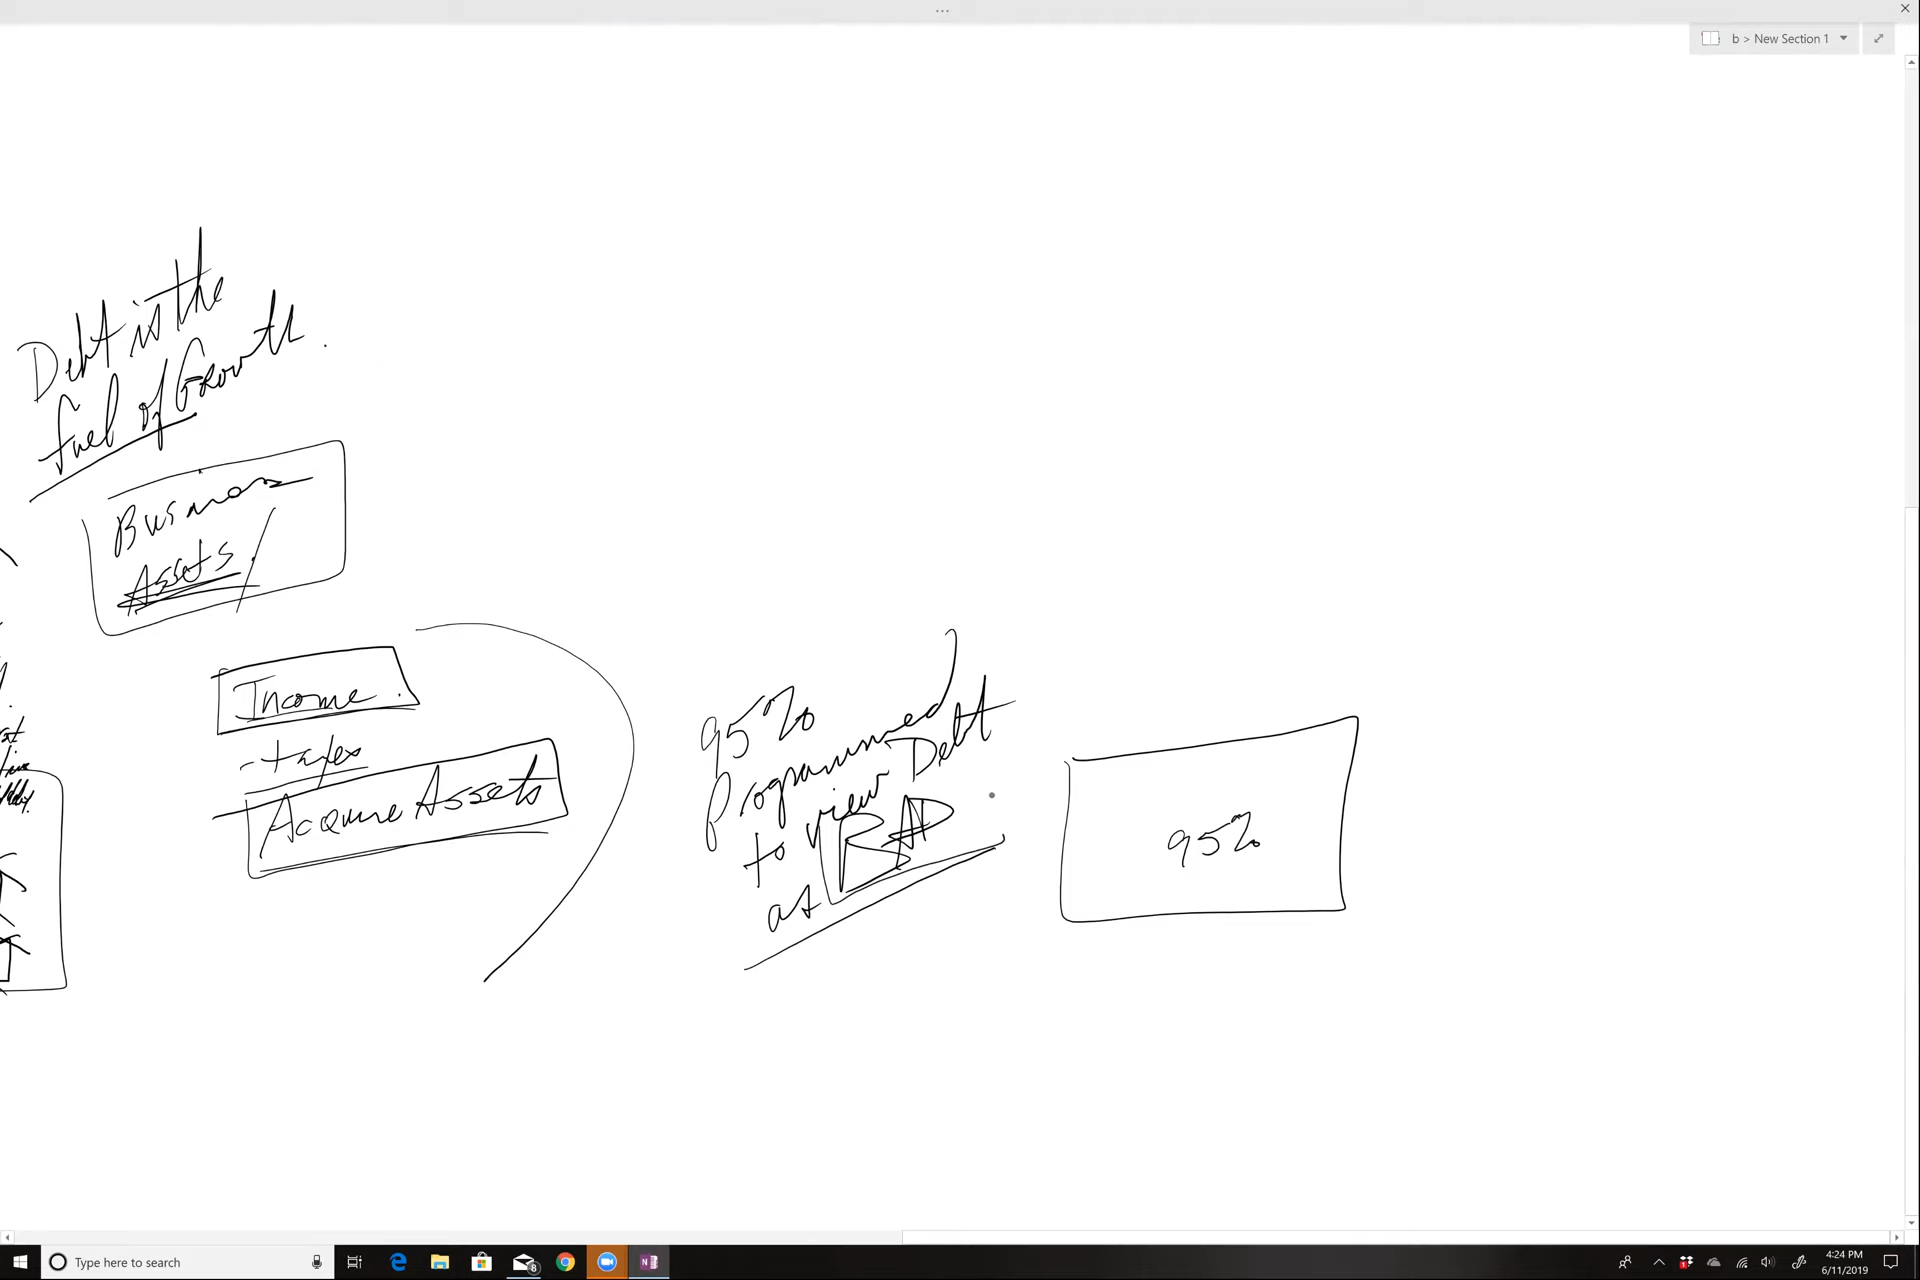 b > New Section 1
Debt is the
fuel of Growth.
Business
Assets.
Income.
- taxes
Acquire Assets
95%
Programmed
to view Debt
as BAD
95%
Type here to search
8
4:24 PM
6/11/2019